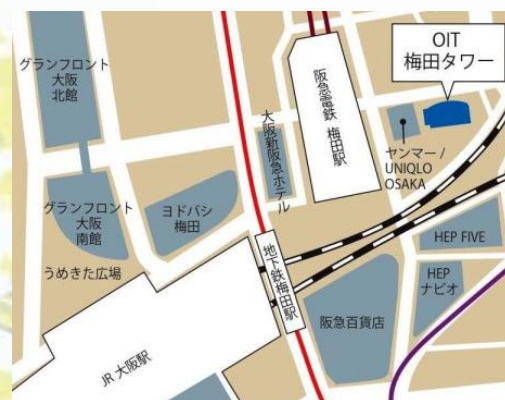 グランフロント
大阪
北館
OIT
梅田タワー
阪急電鉄 梅田駅
大阪新阪急ホテル
ヤンマー /
UNIQLO
OSAKA
グランフロント
大阪
南館
ヨドバシ
梅田
うめきた広場
地下鉄梅田駅
HEP FIVE
HEP
ナビオ
阪急百貨店
JR 大阪駅